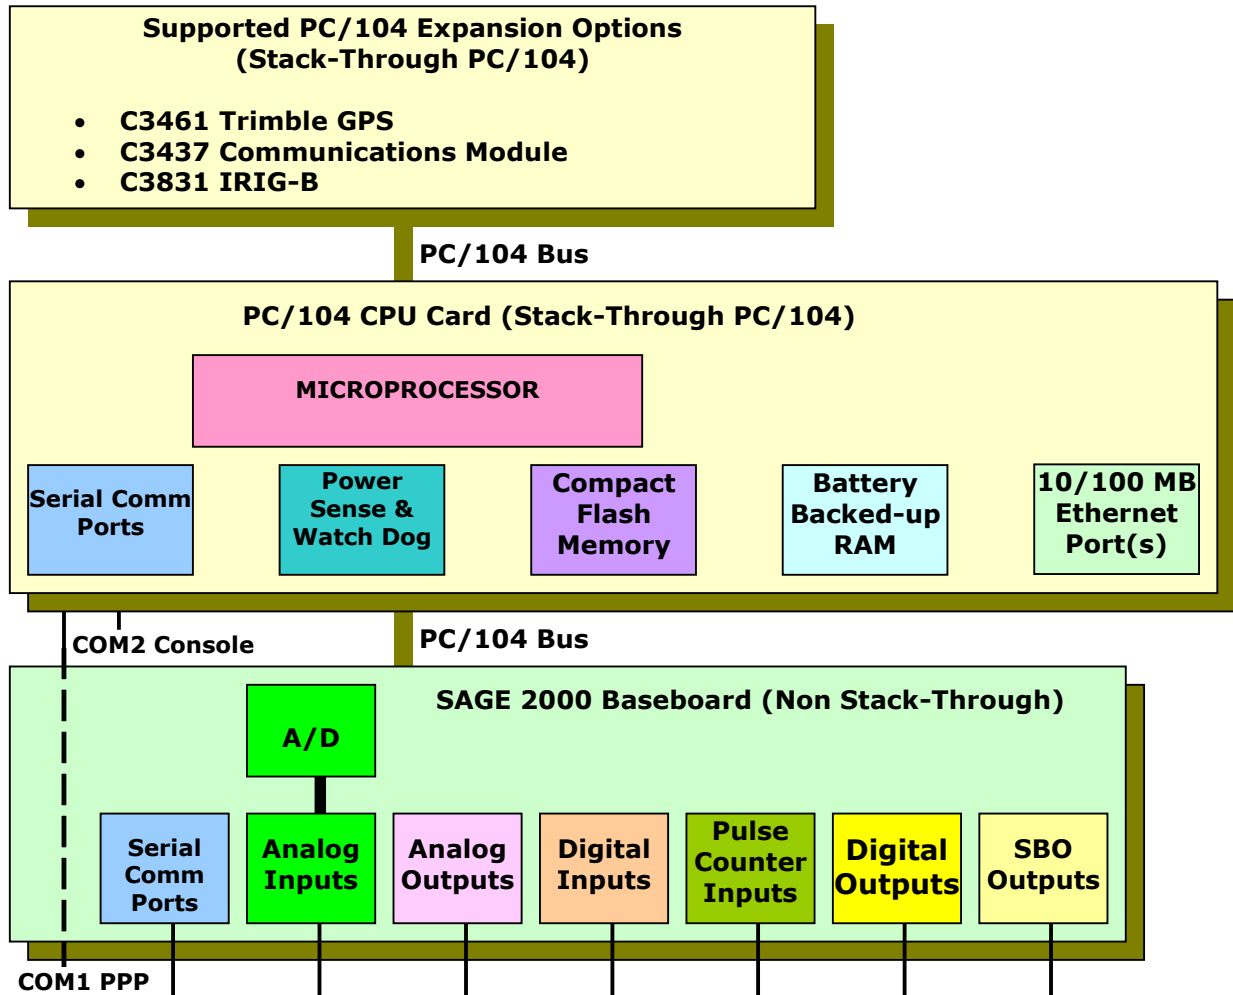 Supported PC/104 Expansion Options
(Stack-Through PC/104)
• C3461 Trimble GPS
• C3437 Communications Module
• C3831 IRIG-B
PC/104 Bus
PC/104 CPU Card (Stack-Through PC/104)
MICROPROCESSOR
Serial Comm
Ports
Power
Sense &
Watch Dog
Compact
Flash
Memory
Battery
Backed-up
RAM
10/100 MB
Ethernet
Port(s)
COM2 Console
PC/104 Bus
SAGE 2000 Baseboard (Non Stack-Through)
A/D
Serial
Comm
Ports
Analog
Inputs
Analog
Outputs
Digital
Inputs
Pulse
Counter
Inputs
Digital
Outputs
SBO
Outputs
COM1 PPP